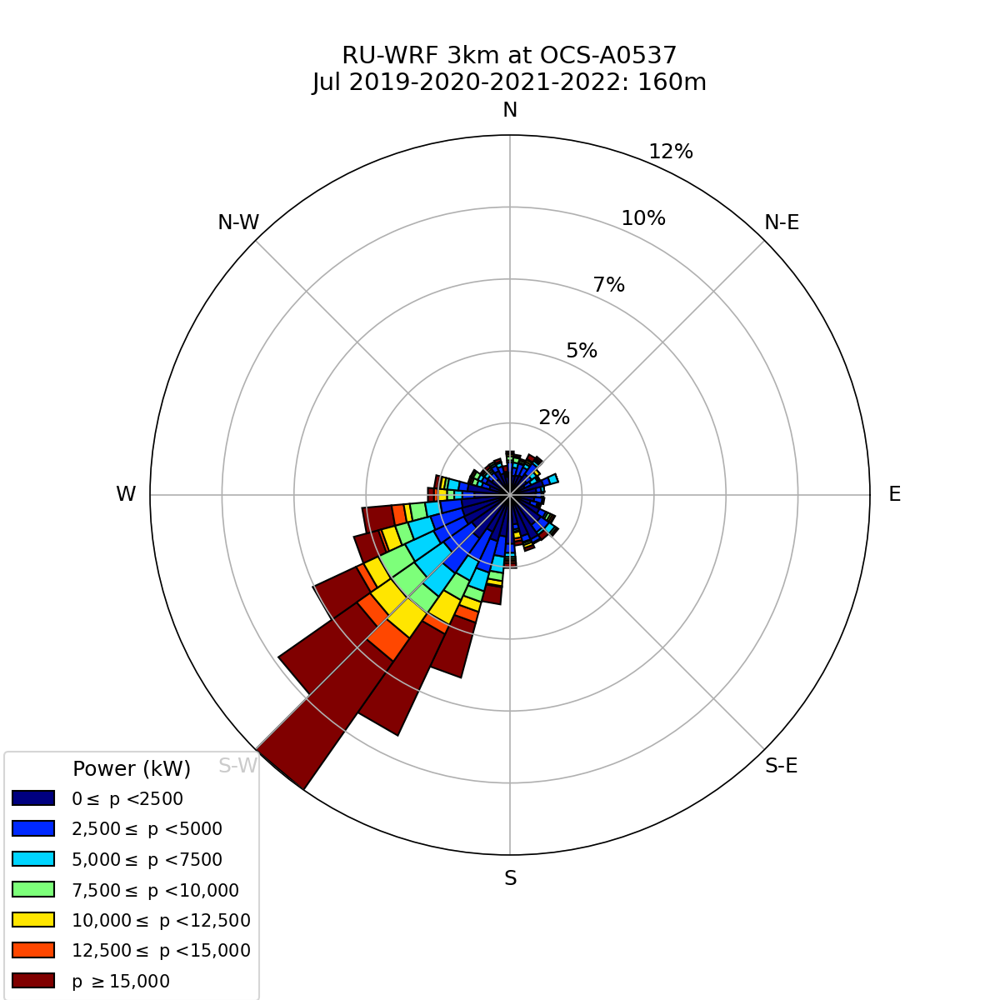 RU-WRF 3km at OCS-A0537
Jul 2019-2020-2021-2022: 160m
N
12%
10%
N-W
N-E
7%
5%
2%
W
E
S-W
S-E
S
Power (kW)
0≤ p <2500
2,500≤ p <5000
5,000≤ p <7500
7,500≤ p <10,000
10,000≤ p <12,500
12,500≤ p <15,000
p ≥15,000